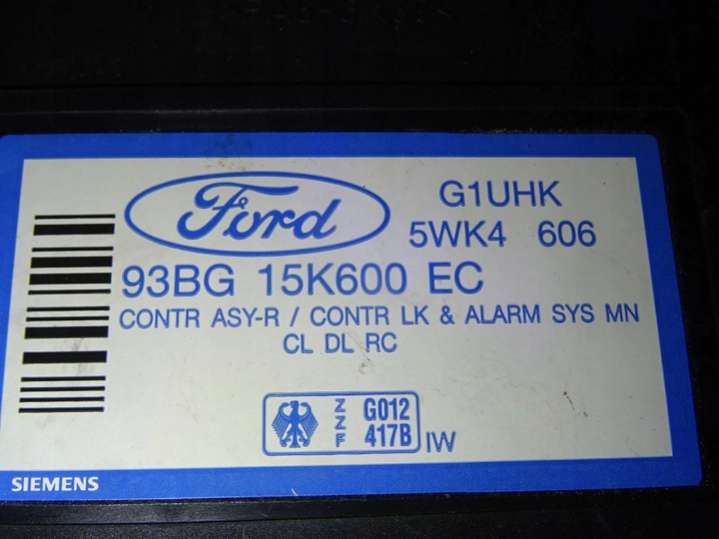 Ford
G1UHK
5WK4 606
93BG 15K600 EC
CONTR ASY-R / CONTR LK & ALARM SYS MN
CL DL RC
ZZF
G012
417B
IW
SIEMENS